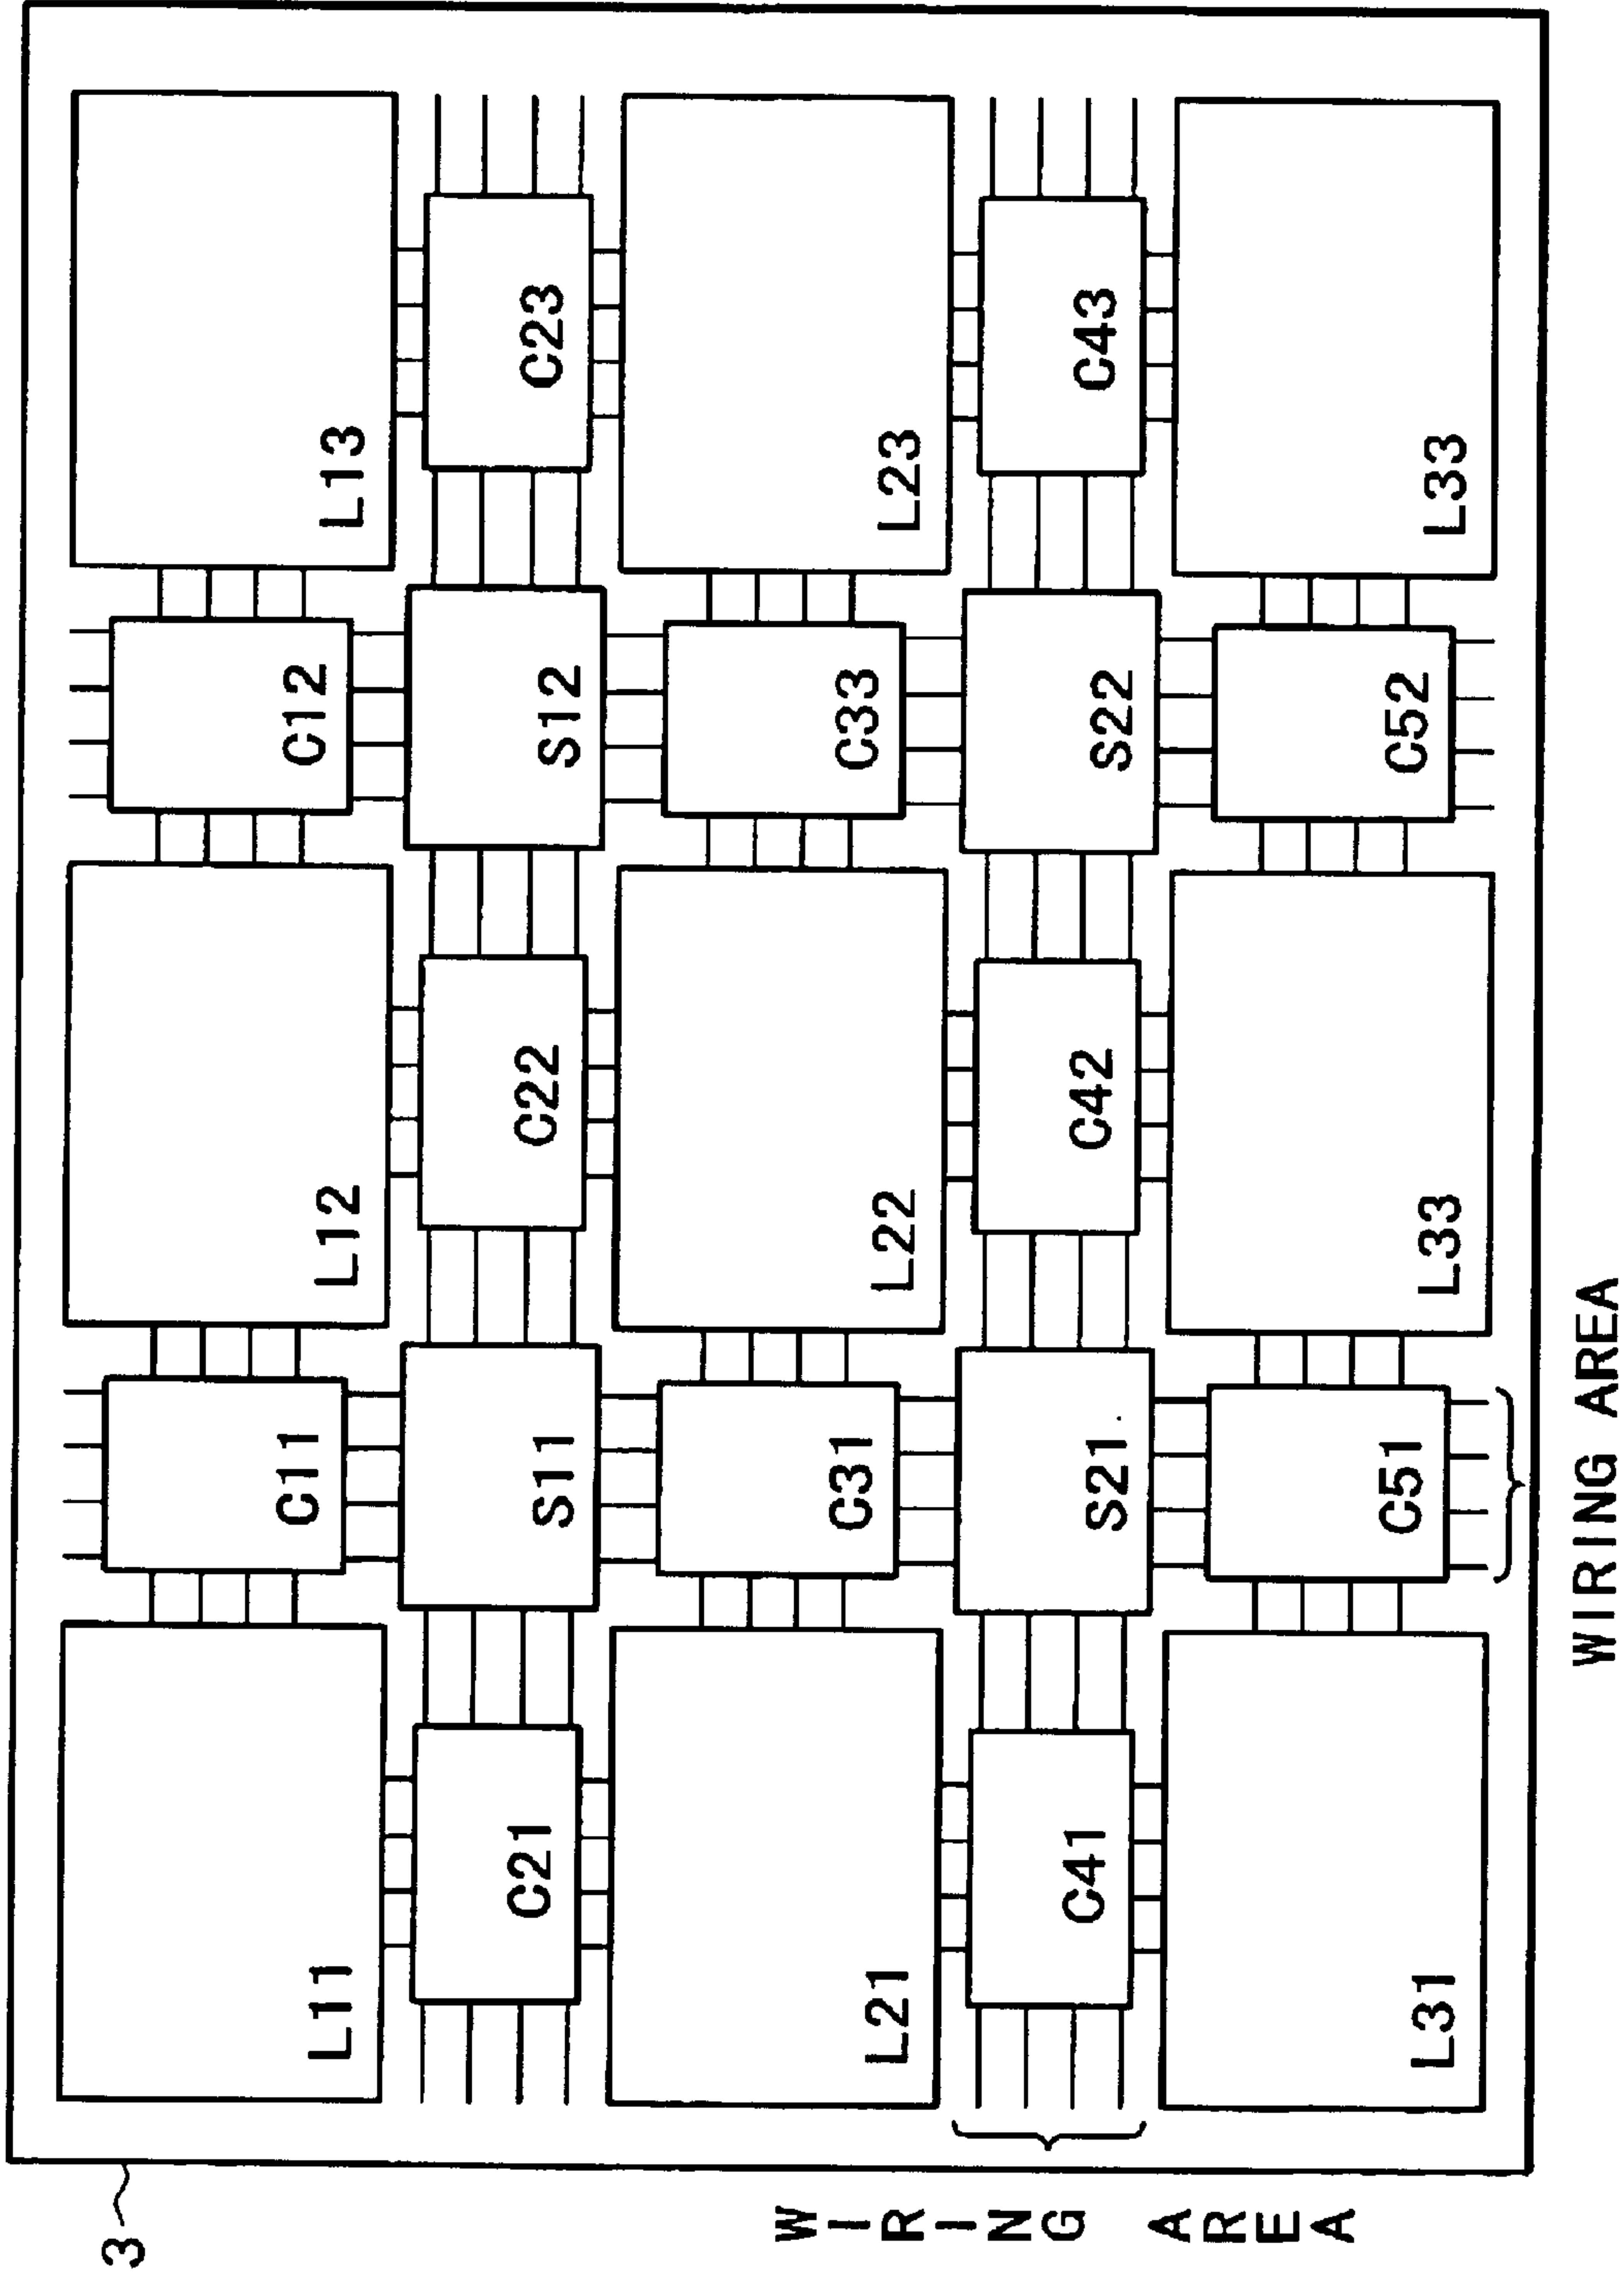 3
L11
C11
L12
C12
L13
C21
S11
C22
S12
C23
L21
C31
L22
C33
L23
C41
S21
C42
S22
C43
L31
C51
L33
C52
L33
WIRING AREA
WIRING AREA